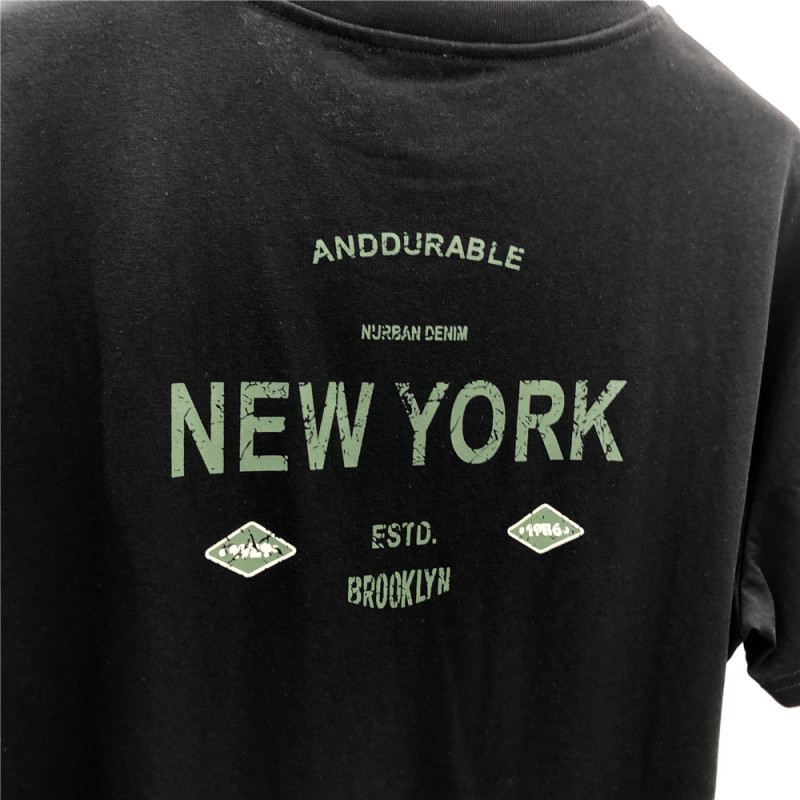 ANDDURABLE
NURBAN DENIM
NEW YORK
ESTD.
1986
BROOKLYN